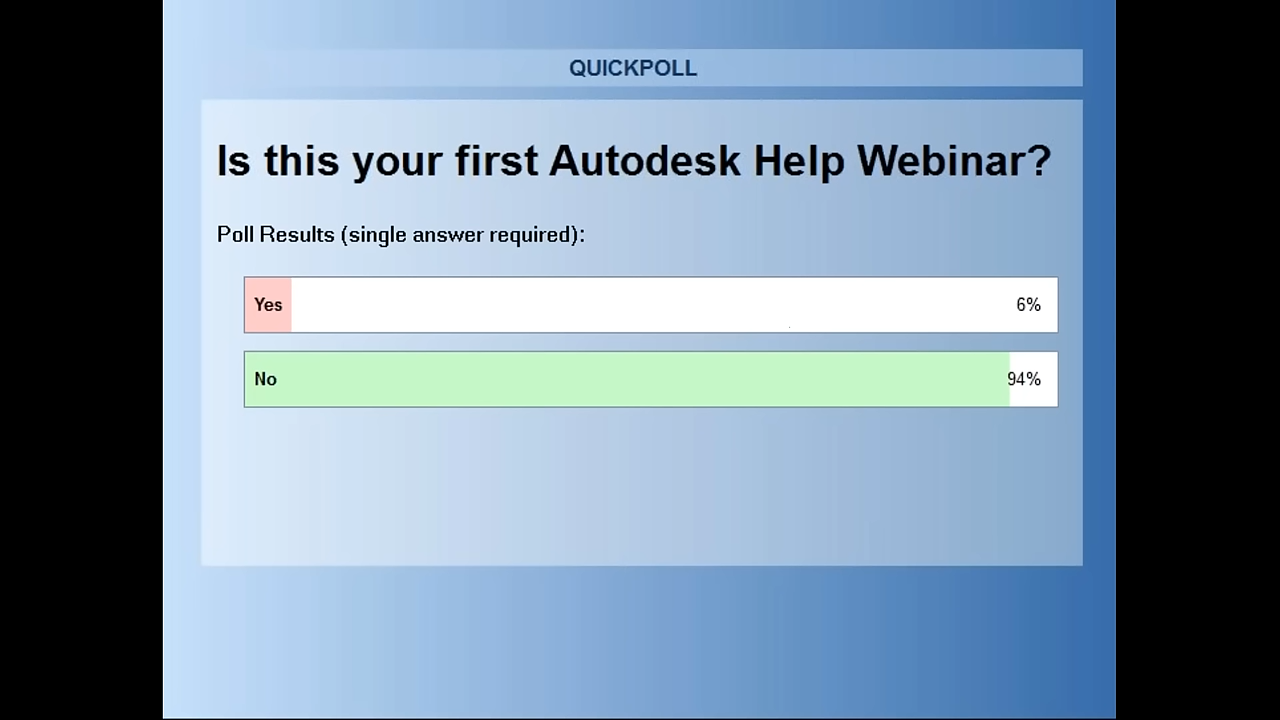 QUICKPOLL
Is this your first Autodesk Help Webinar?
Poll Results (single answer required):
Yes 6%
No 94%